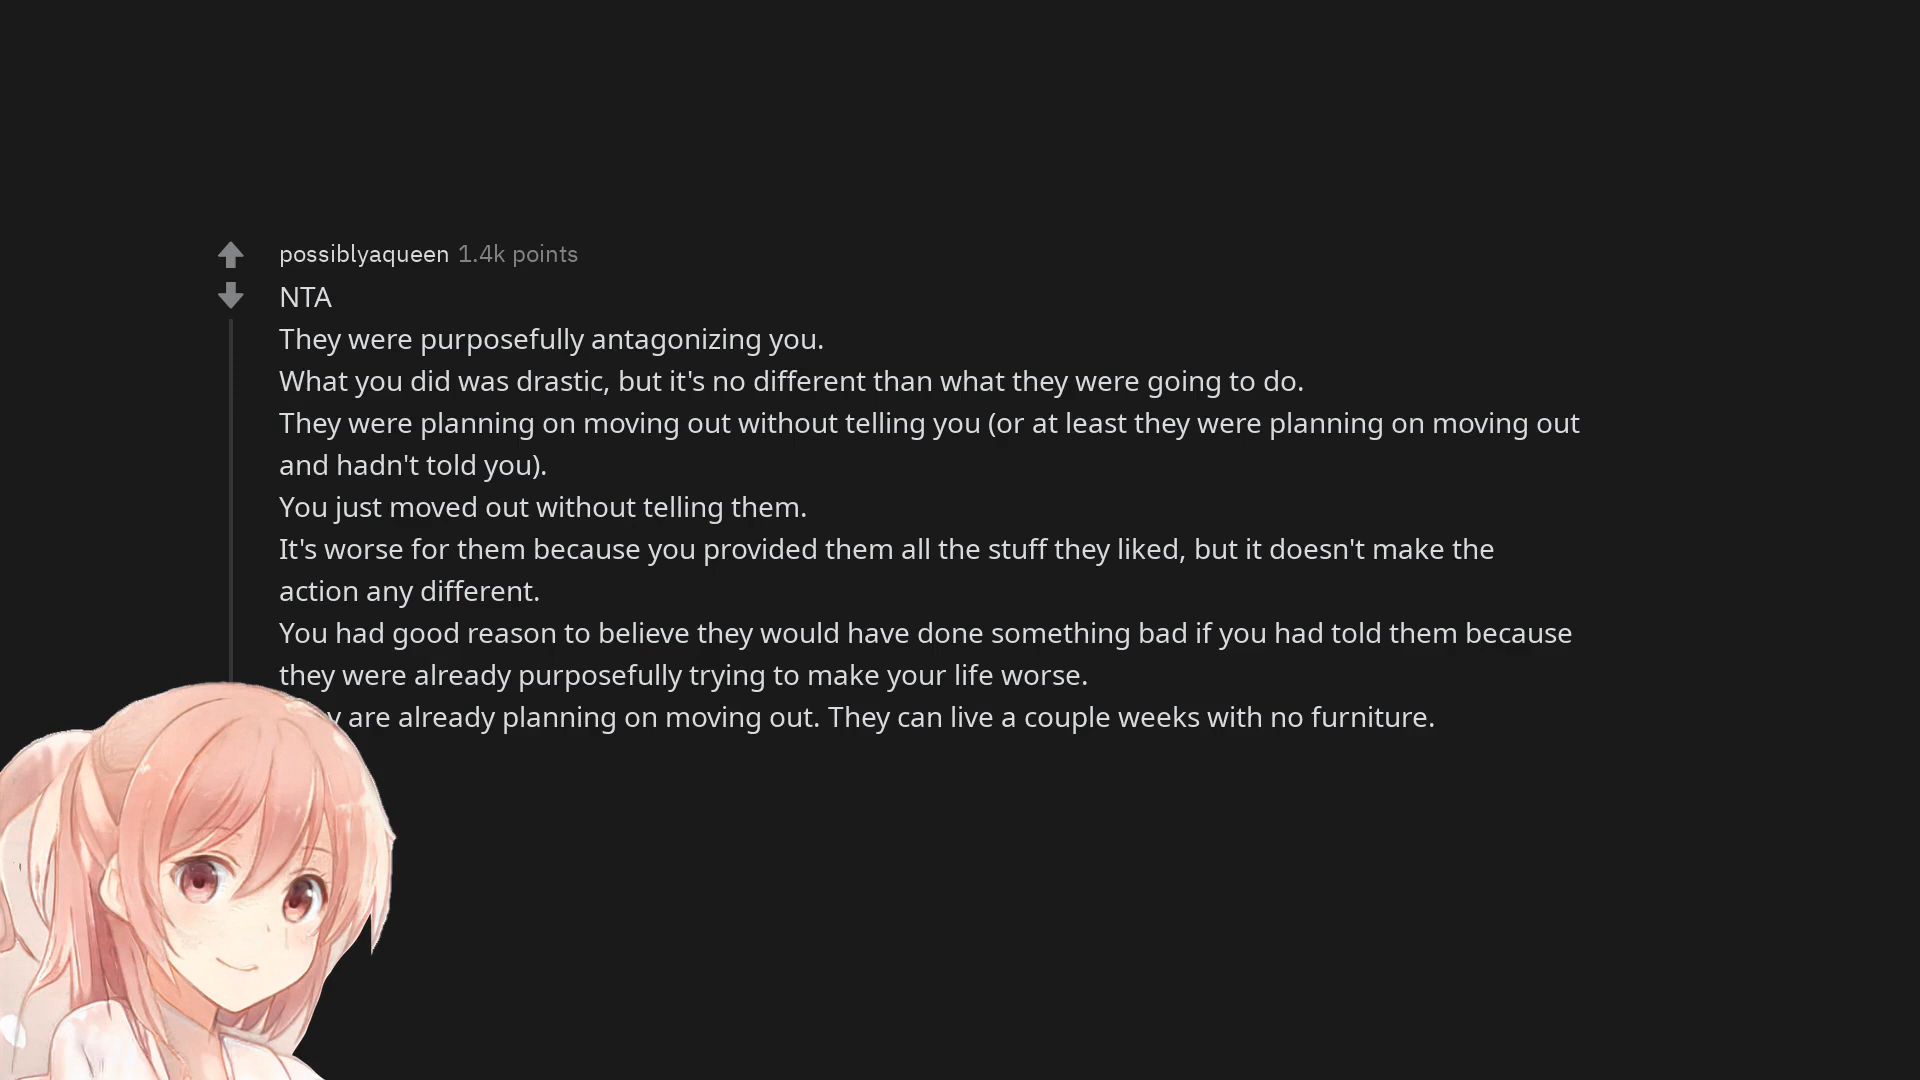 possiblyaqueen 1.4k points
NTA
They were purposefully antagonizing you.
What you did was drastic, but it's no different than what they were going to do.
They were planning on moving out without telling you (or at least they were planning on moving out
and hadn't told you).
You just moved out without telling them.
It's worse for them because you provided them all the stuff they liked, but it doesn't make the
action any different.
You had good reason to believe they would have done something bad if you had told them because
they were already purposefully trying to make your life worse.
are already planning on moving out. They can live a couple weeks with no furniture.